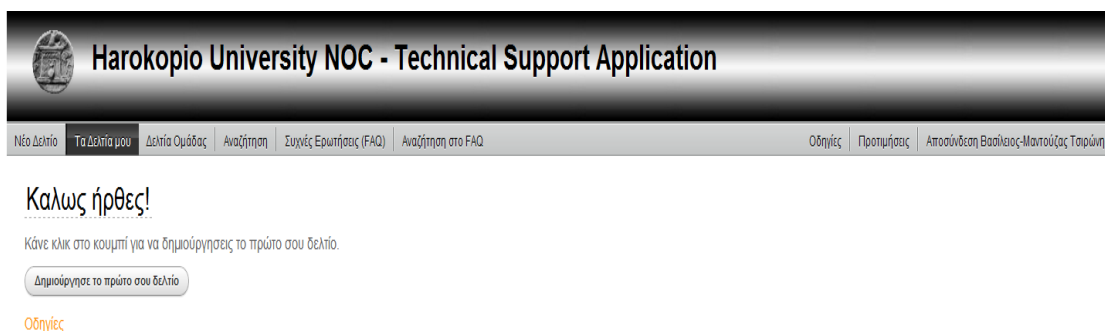 Harokopio University NOC - Technical Support Application
Νέο Δελτίο Τα Δελτία μου Δελτία Ομάδας Αναζήτηση Συχνές Ερωτήσεις (FAQ) Αναζήτηση στο FAQ Οδηγίες Προτιμήσεις Αποσύνδεση Βασίλειος-Μαντούζας Τσιρώνη
Καλως ήρθες!
Κάνε κλικ στο κουμπί για να δημιούργησεις το πρώτο σου δελτίο.
Δημιούργησε το πρώτο σου δελτίο
Οδηγίες